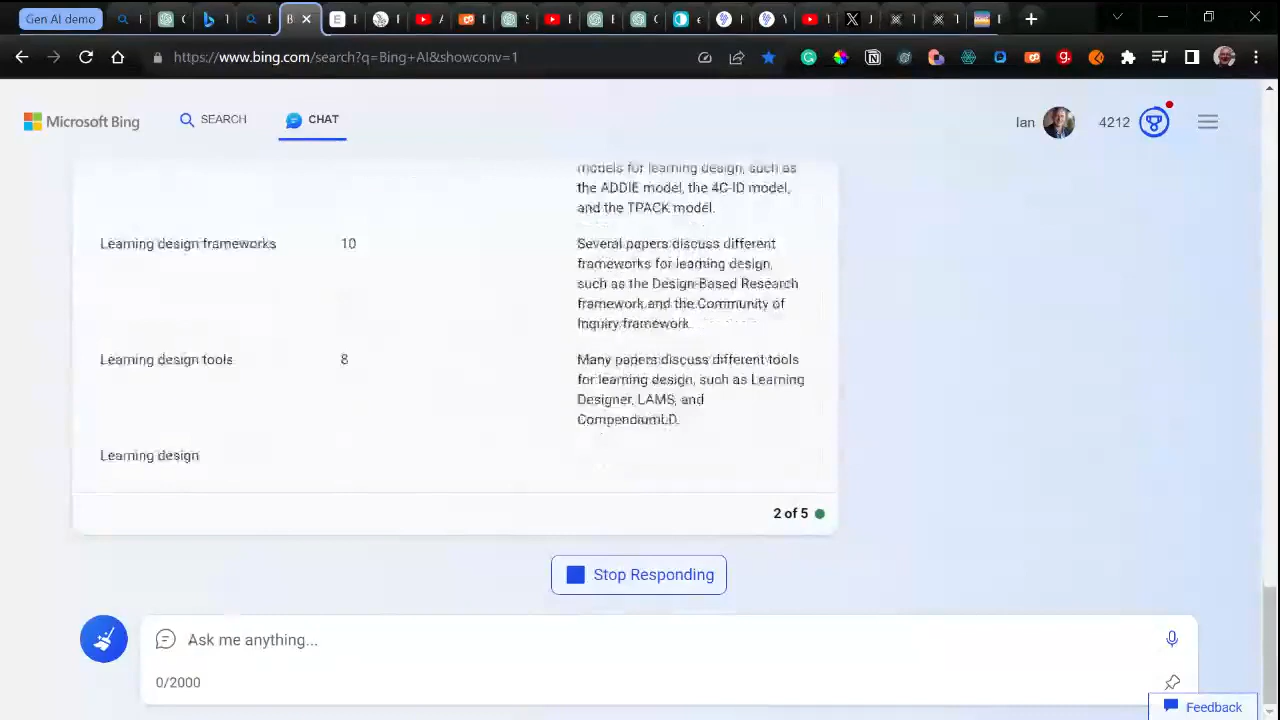 Gen AI demo
https://www.bing.com/search?q=Bing+AI&showconv=1
Microsoft Bing
SEARCH
CHAT
Ian
4212
models for learning design, such as
the ADDIE model, the 4C-ID model,
and the TPACK model.
Learning design frameworks
10
Several papers discuss different
frameworks for learning design,
such as the Design-Based Research
framework and the Community of
Inquiry framework.
Learning design tools
8
Many papers discuss different tools
for learning design, such as Learning
Designer, LAMS, and
CompendiumLD.
Learning design
2 of 5
Stop Responding
Ask me anything...
0/2000
Feedback